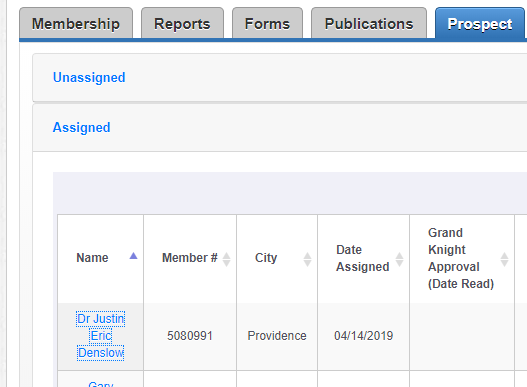 Membership Reports Forms Publications Prospect
Unassigned
Assigned
Name Member # City Date Assigned Grand Knight Approval (Date Read)
Dr Justin Eric Denslow 5080991 Providence 04/14/2019
Gary